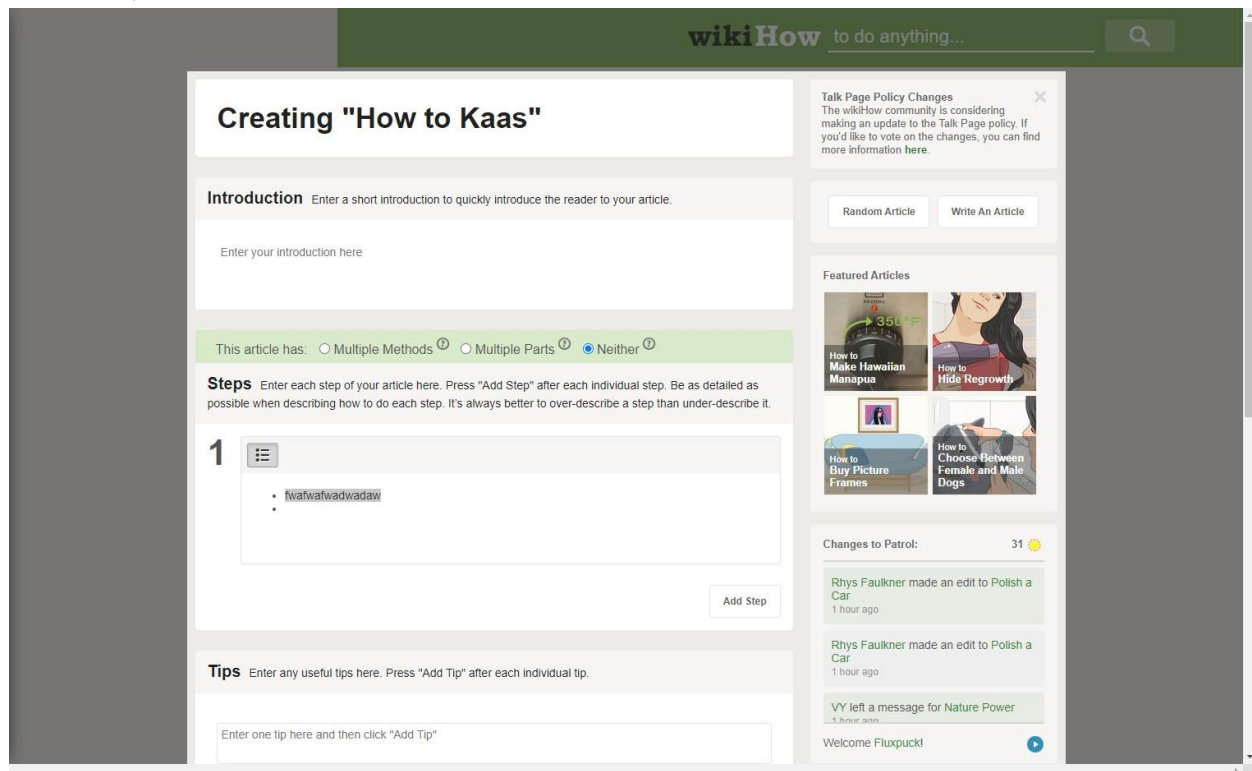 wikiHow to do anything...
Creating "How to Kaas"
Introduction Enter a short introduction to quickly introduce the reader to your article.
Enter your introduction here
This article has: Multiple Methods ? Multiple Parts ? Neither ?
Steps Enter each step of your article here. Press "Add Step" after each individual step. Be as detailed as
possible when describing how to do each step. It's always better to over-describe a step than under-describe it.
1
• fwafwafwadwadaw
•
Add Step
Tips Enter any useful tips here. Press "Add Tip" after each individual tip.
Enter one tip here and then click "Add Tip"
Talk Page Policy Changes
The wikiHow community is considering
making an update to the Talk Page policy. If
you'd like to vote on the changes, you can find
more information here.
Random Article Write An Article
Featured Articles
350°F
How to
Make Hawaiian
Manapua
How to
Hide Regrowth
How to
Buy Picture
Frames
How to
Choose Between
Female and Male
Dogs
Changes to Patrol: 31
Rhys Faulkner made an edit to Polish a
Car
1 hour ago
Rhys Faulkner made an edit to Polish a
Car
1 hour ago
VY left a message for Nature Power
1 hour ago
Welcome Fluxpuck!